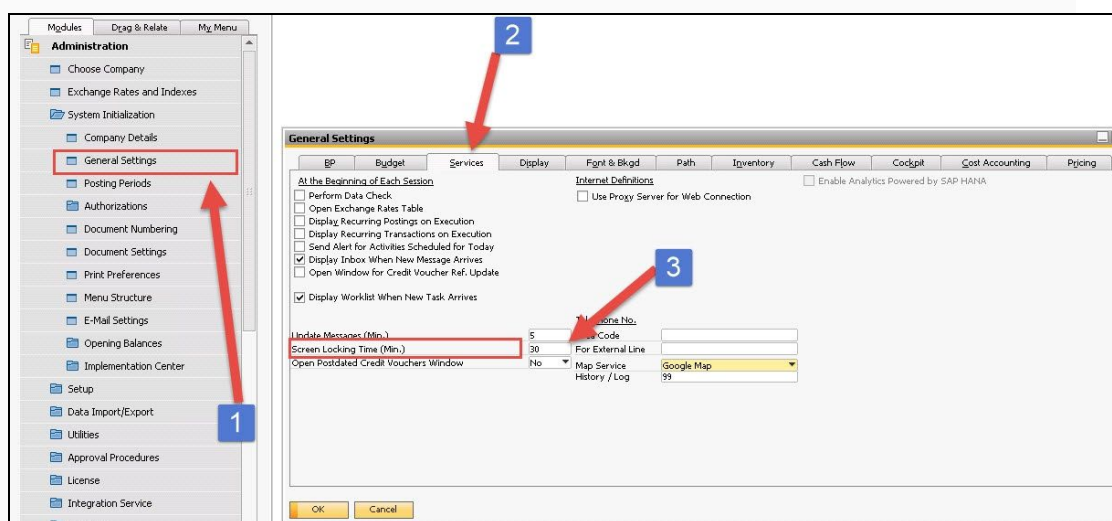 Modules Drag & Relate My Menu
Administration
Choose Company
Exchange Rates and Indexes
System Initialization
Company Details
General Settings
Posting Periods
Authorizations
Document Numbering
Document Settings
Print Preferences
Menu Structure
E-Mail Settings
Opening Balances
Implementation Center
Setup
Data Import/Export
Utilities
Approval Procedures
License
Integration Service
1
2
General Settings
BP Budget Services Display Font & Bkgd Path Inventory Cash Flow Cockpit Cost Accounting Pricing
At the Beginning of Each Session Internet Definitions Enable Analytics Powered by SAP HANA
Perform Data Check Use Proxy Server for Web Connection
Open Exchange Rates Table
Display Recurring Postings on Execution
Display Recurring Transactions on Execution
Send Alert for Activities Scheduled for Today
Display Inbox When New Message Arrives
Open Window for Credit Voucher Ref. Update
3
Display Worklist When New Task Arrives
No.
Update Messages (Min.) 5 Code
Screen Locking Time (Min.) 30 For External Line
Open Postdated Credit Vouchers Window No Map Service Google Map
History / Log 99
OK Cancel